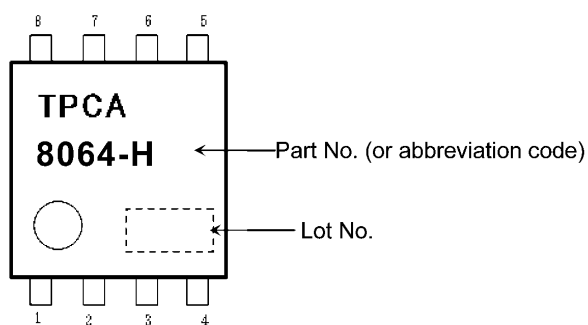 8 7 6 5
TPCA
8064-H
Part No. (or abbreviation code)
Lot No.
1 2 3 4